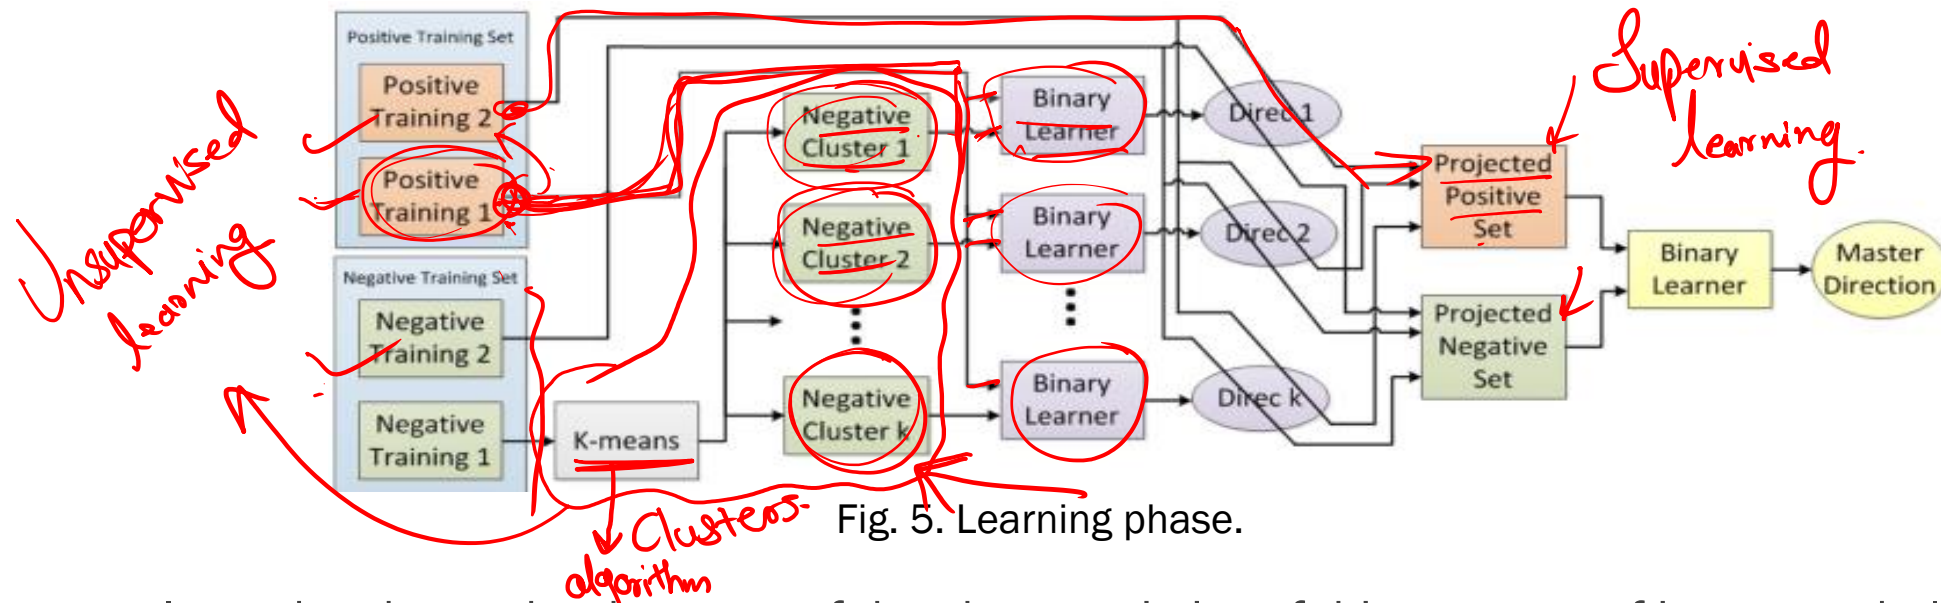 Positive Training Set
Positive
Training 2
Positive
Training 1
Negative Training Set
Negative
Training 2
Negative
Training 1
K-means
Negative
Cluster 1
Negative
Cluster 2
Negative
Cluster k
Binary
Learner
Binary
Learner
Binary
Learner
Direc 1
Direc 2
Direc k
Projected
Positive
Set
Projected
Negative
Set
Binary
Learner
Master
Direction
Unsupervised
learning
Supervised
learning.
Clusters.
algorithm
Fig. 5. Learning phase.